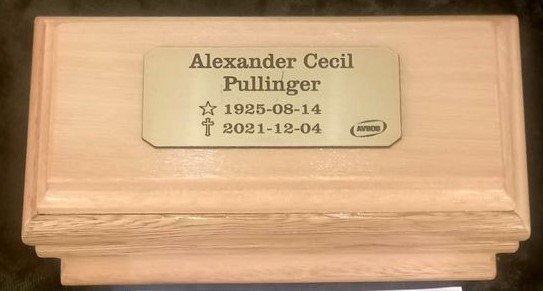 Alexander Cecil
Pullinger
☆ 1925-08-14
✞ 2021-12-04
AVBOB